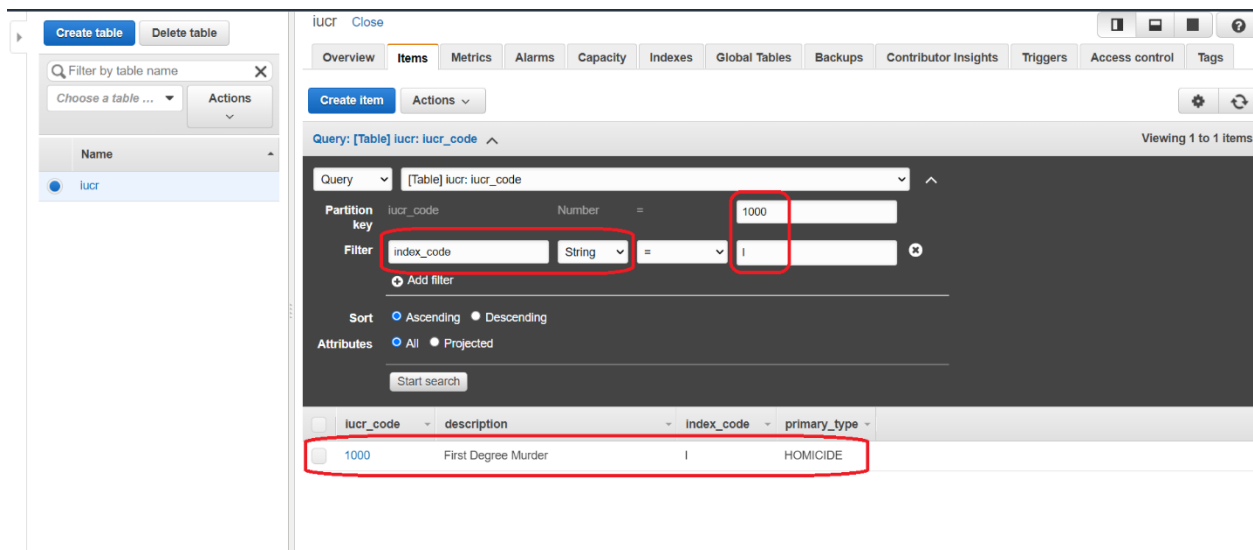 iucr Close
Create table Delete table
Overview Items Metrics Alarms Capacity Indexes Global Tables Backups Contributor Insights Triggers Access control Tags
Filter by table name
Choose a table ... Actions
Create item Actions
Query: [Table] iucr: iucr_code Viewing 1 to 1 items
Name
iucr
Query [Table] iucr: iucr_code
Partition key iucr_code Number = 1000
Filter index_code String = I
Add filter
Sort Ascending Descending
Attributes All Projected
Start search
iucr_code description index_code primary_type
1000 First Degree Murder I HOMICIDE